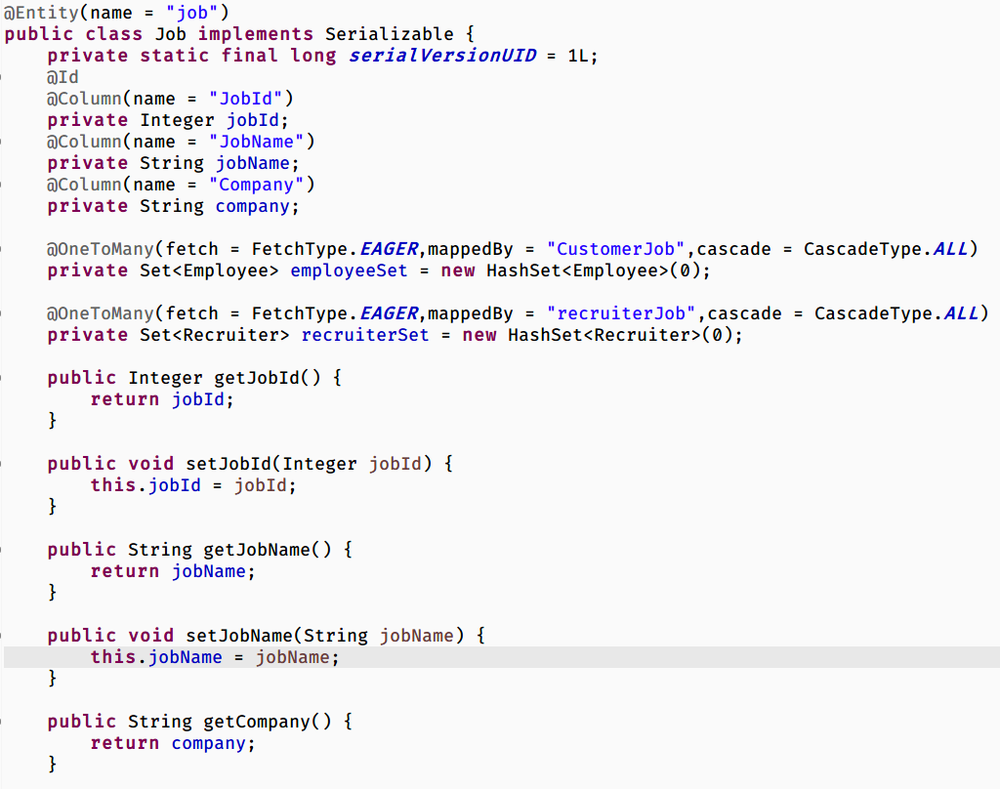 @Entity(name = "job")
public class Job implements Serializable {
    private static final long serialVersionUID = 1L;
    @Id
    @Column(name = "JobId")
    private Integer jobId;
    @Column(name = "JobName")
    private String jobName;
    @Column(name = "Company")
    private String company;

    @OneToMany(fetch = FetchType.EAGER,mappedBy = "CustomerJob",cascade = CascadeType.ALL)
    private Set<Employee> employeeSet = new HashSet<Employee>(0);

    @OneToMany(fetch = FetchType.EAGER,mappedBy = "recruiterJob",cascade = CascadeType.ALL)
    private Set<Recruiter> recruiterSet = new HashSet<Recruiter>(0);

    public Integer getJobId() {
        return jobId;
    }

    public void setJobId(Integer jobId) {
        this.jobId = jobId;
    }

    public String getJobName() {
        return jobName;
    }

    public void setJobName(String jobName) {
        this.jobName = jobName;
    }

    public String getCompany() {
        return company;
    }